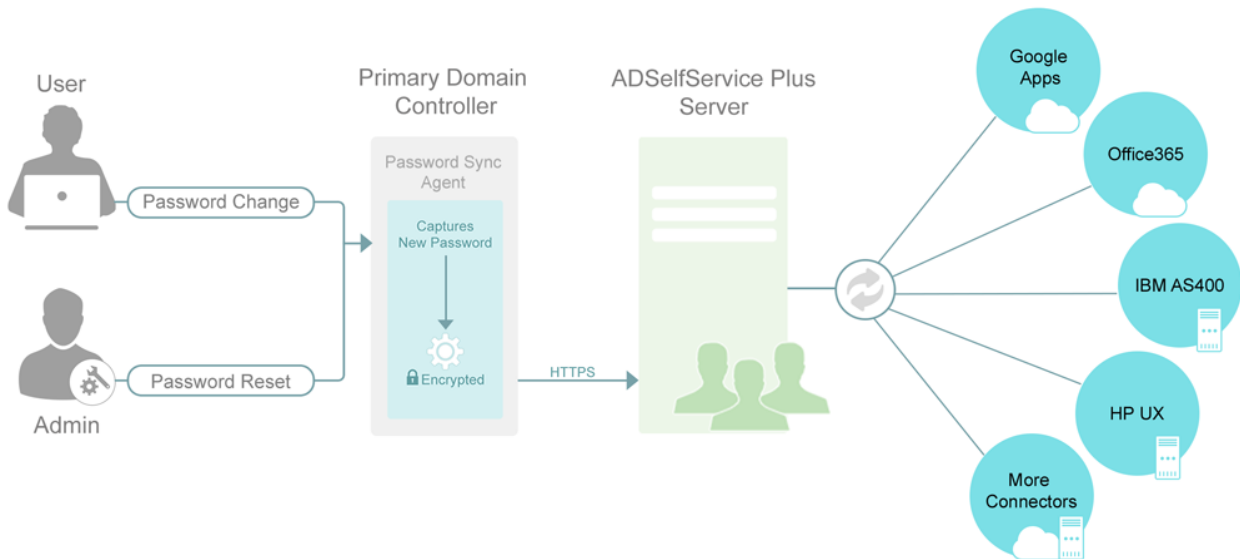 User
Password Change
Admin
Password Reset
Primary Domain
Controller
Password Sync
Agent
Captures
New Password
Encrypted
HTTPS
ADSelfService Plus
Server
Google
Apps
Office365
IBM AS400
HP UX
More
Connectors